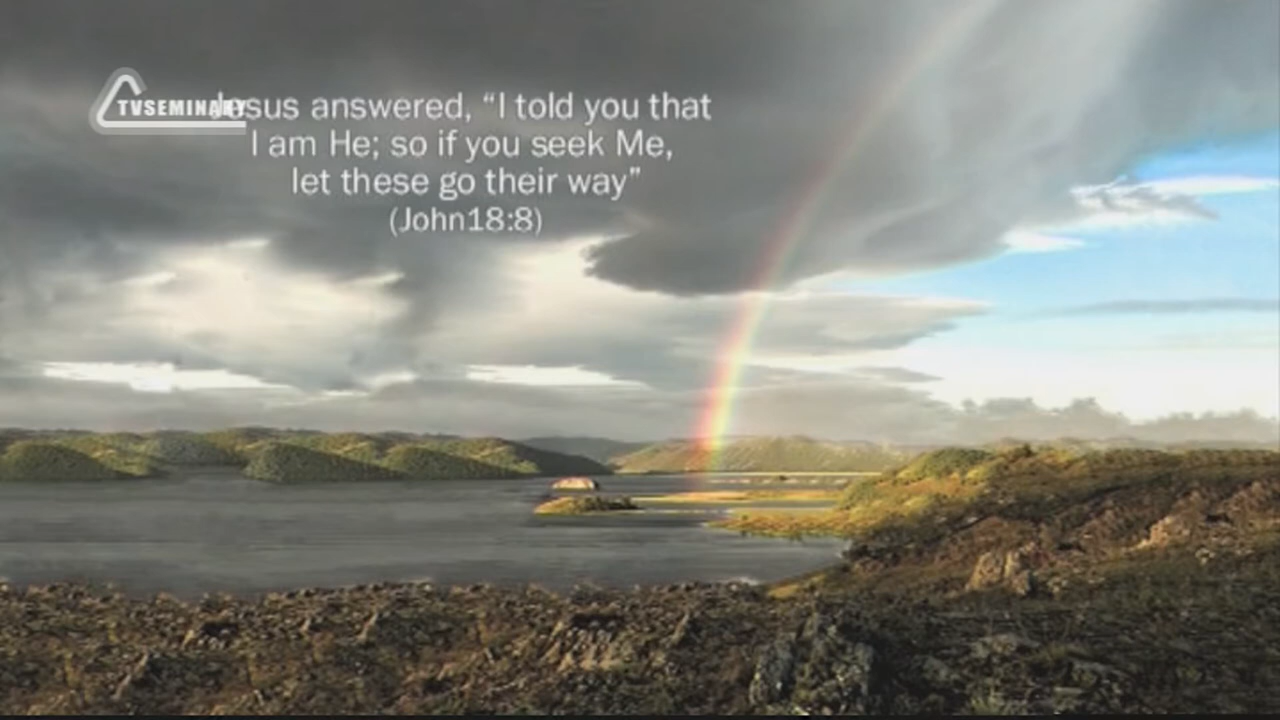 TVSEMINARY
Jesus answered, “I told you that
I am He; so if you seek Me,
let these go their way”
(John18:8)